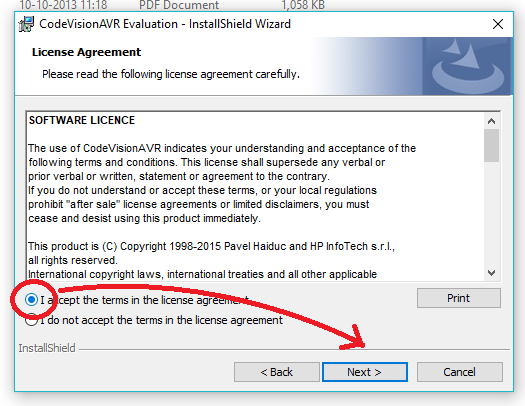 10-10-2013 11:18 PDF Document 1,058 KB
CodeVisionAVR Evaluation - InstallShield Wizard
License Agreement
Please read the following license agreement carefully.
SOFTWARE LICENCE
The use of CodeVisionAVR indicates your understanding and acceptance of the
following terms and conditions. This license shall supersede any verbal or
prior verbal or written, statement or agreement to the contrary.
If you do not understand or accept these terms, or your local regulations
prohibit "after sale" license agreements or limited disclaimers, you must
cease and desist using this product immediately.
This product is (C) Copyright 1998-2015 Pavel Haiduc and HP InfoTech s.r.l.,
all rights reserved.
International copyright laws, international treaties and all other applicable
I accept the terms in the license agreement
Print
I do not accept the terms in the license agreement
InstallShield
< Back Next > Cancel